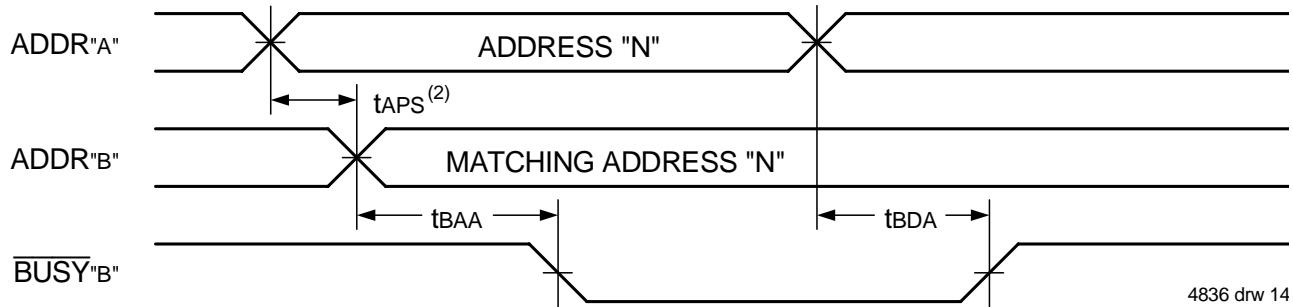 ADDR"A"
ADDRESS "N"
tAPS(2)
ADDR"B"
MATCHING ADDRESS "N"
tBAA
tBDA
BUSY"B"
4836 drw 14